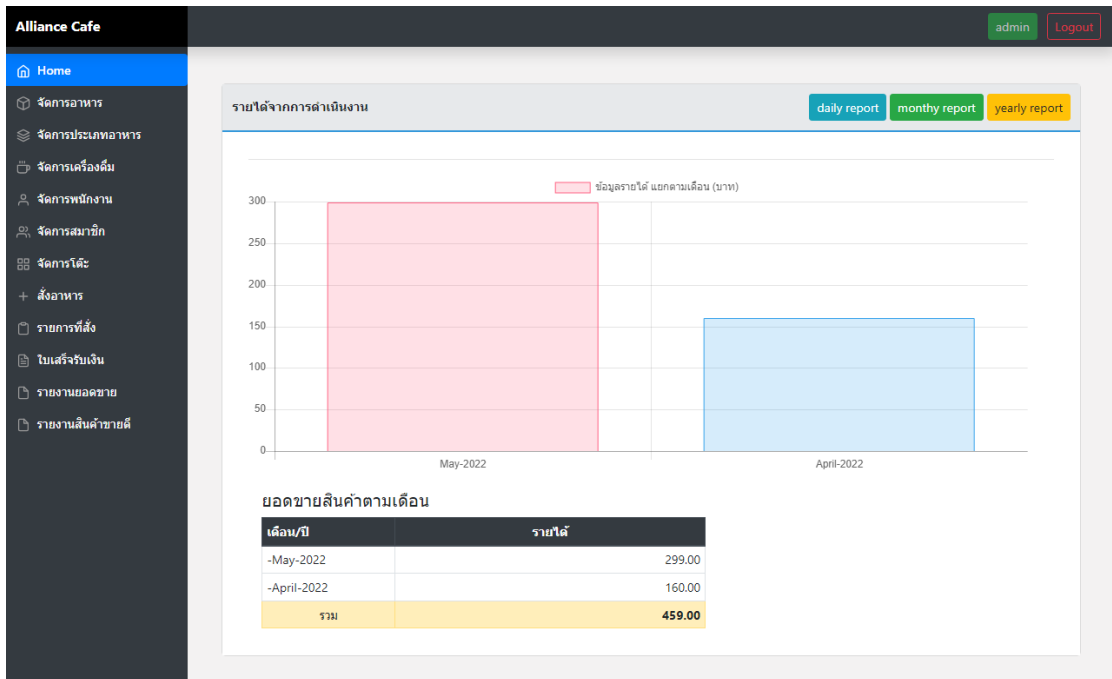 Alliance Cafe
admin
Logout
Home
จัดการอาหาร
จัดการประเภทอาหาร
จัดการเครื่องดื่ม
จัดการพนักงาน
จัดการสมาชิก
จัดการโต๊ะ
สั่งอาหาร
รายการที่สั่ง
ใบเสร็จรับเงิน
รายงานยอดขาย
รายงานสินค้าขายดี
รายได้จากการดำเนินงาน
daily report
monthy report
yearly report
ข้อมูลรายได้ แยกตามเดือน (บาท)
300
250
200
150
100
50
0
May-2022
April-2022
ยอดขายสินค้าตามเดือน
เดือน/ปี รายได้
-May-2022 299.00
-April-2022 160.00
รวม 459.00